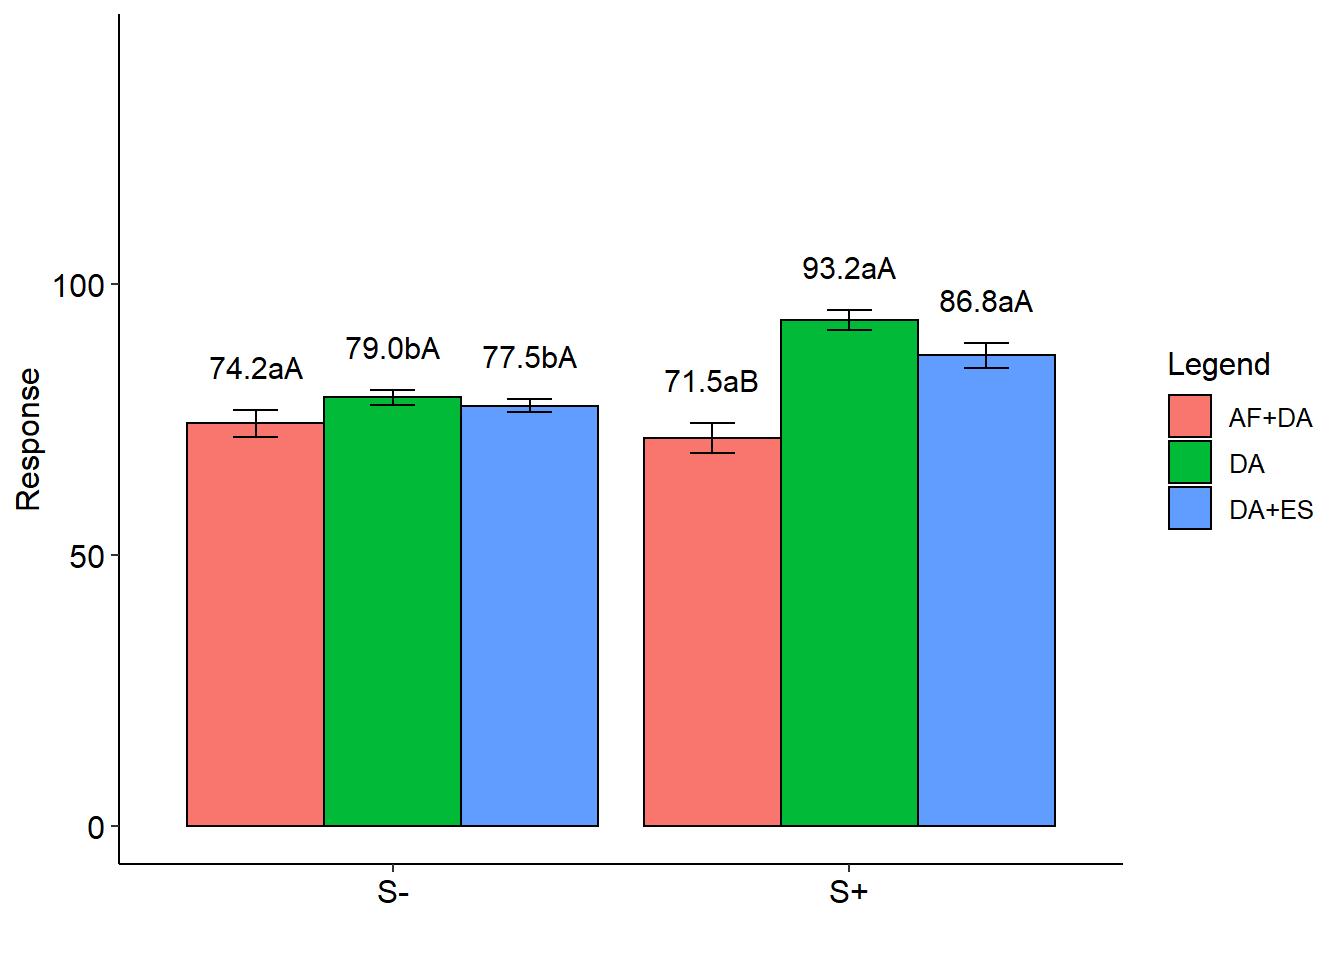 93.2aA
86.8aA
79.0bA
77.5bA
74.2aA
71.5aB
100
50
0
Response
S-
S+
Legend
AF+DA
DA
DA+ES